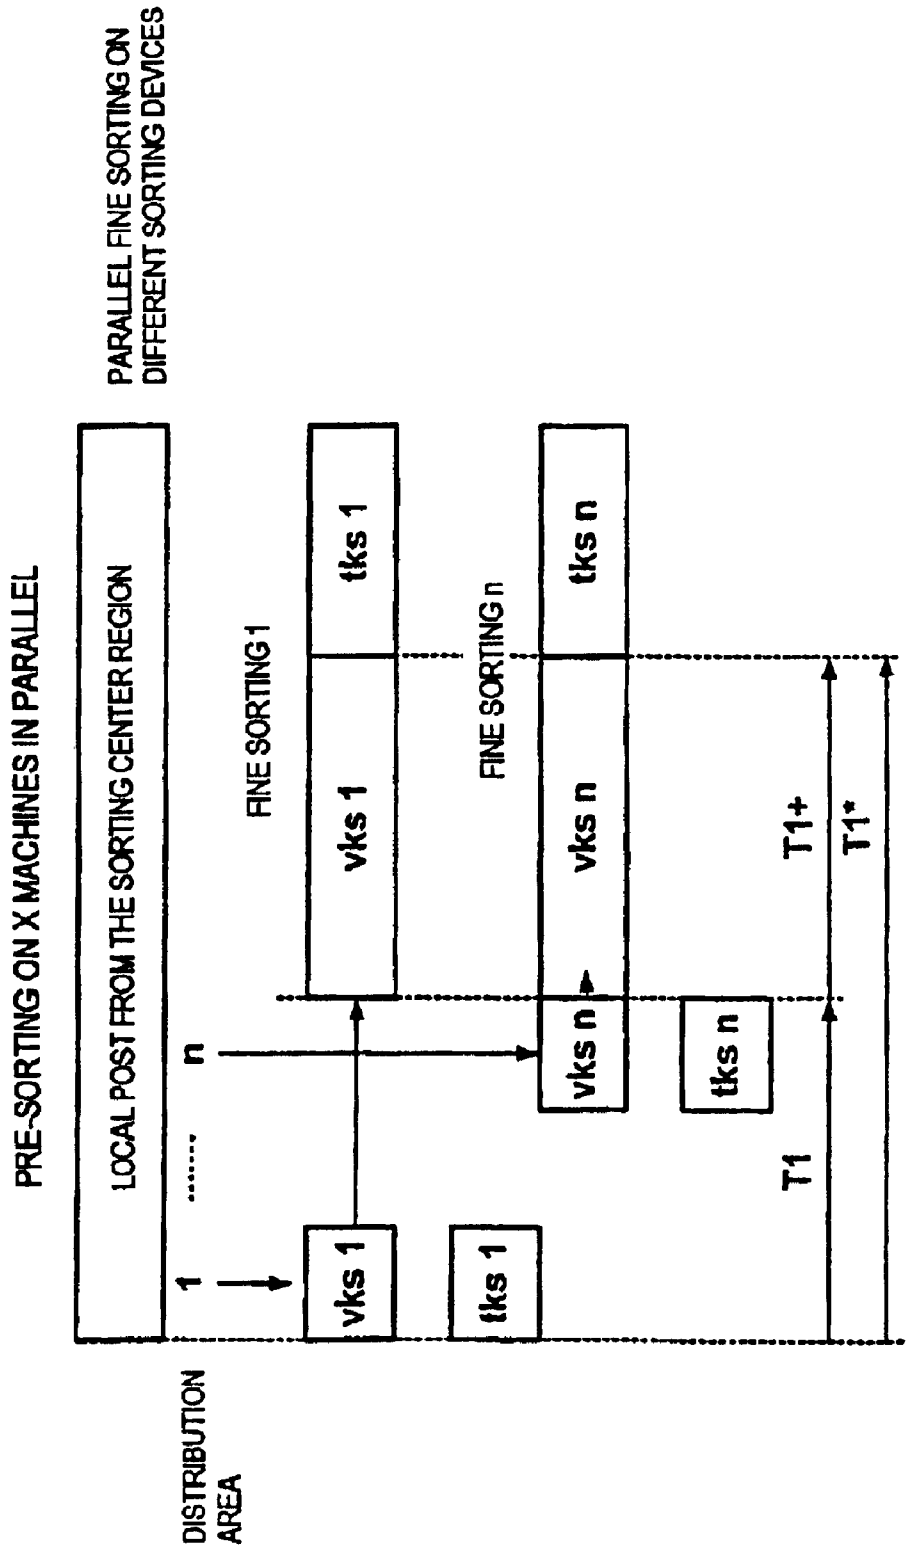 PRE-SORTING ON X MACHINES IN PARALLEL
LOCAL POST FROM THE SORTING CENTER REGION
PARALLEL FINE SORTING ON
DIFFERENT SORTING DEVICES
DISTRIBUTION
AREA
1 ....... n
FINE SORTING 1
vks 1
vks 1
tks 1
tks 1
FINE SORTING n
vks n
vks n
tks n
tks n
T1
T1+
T1*